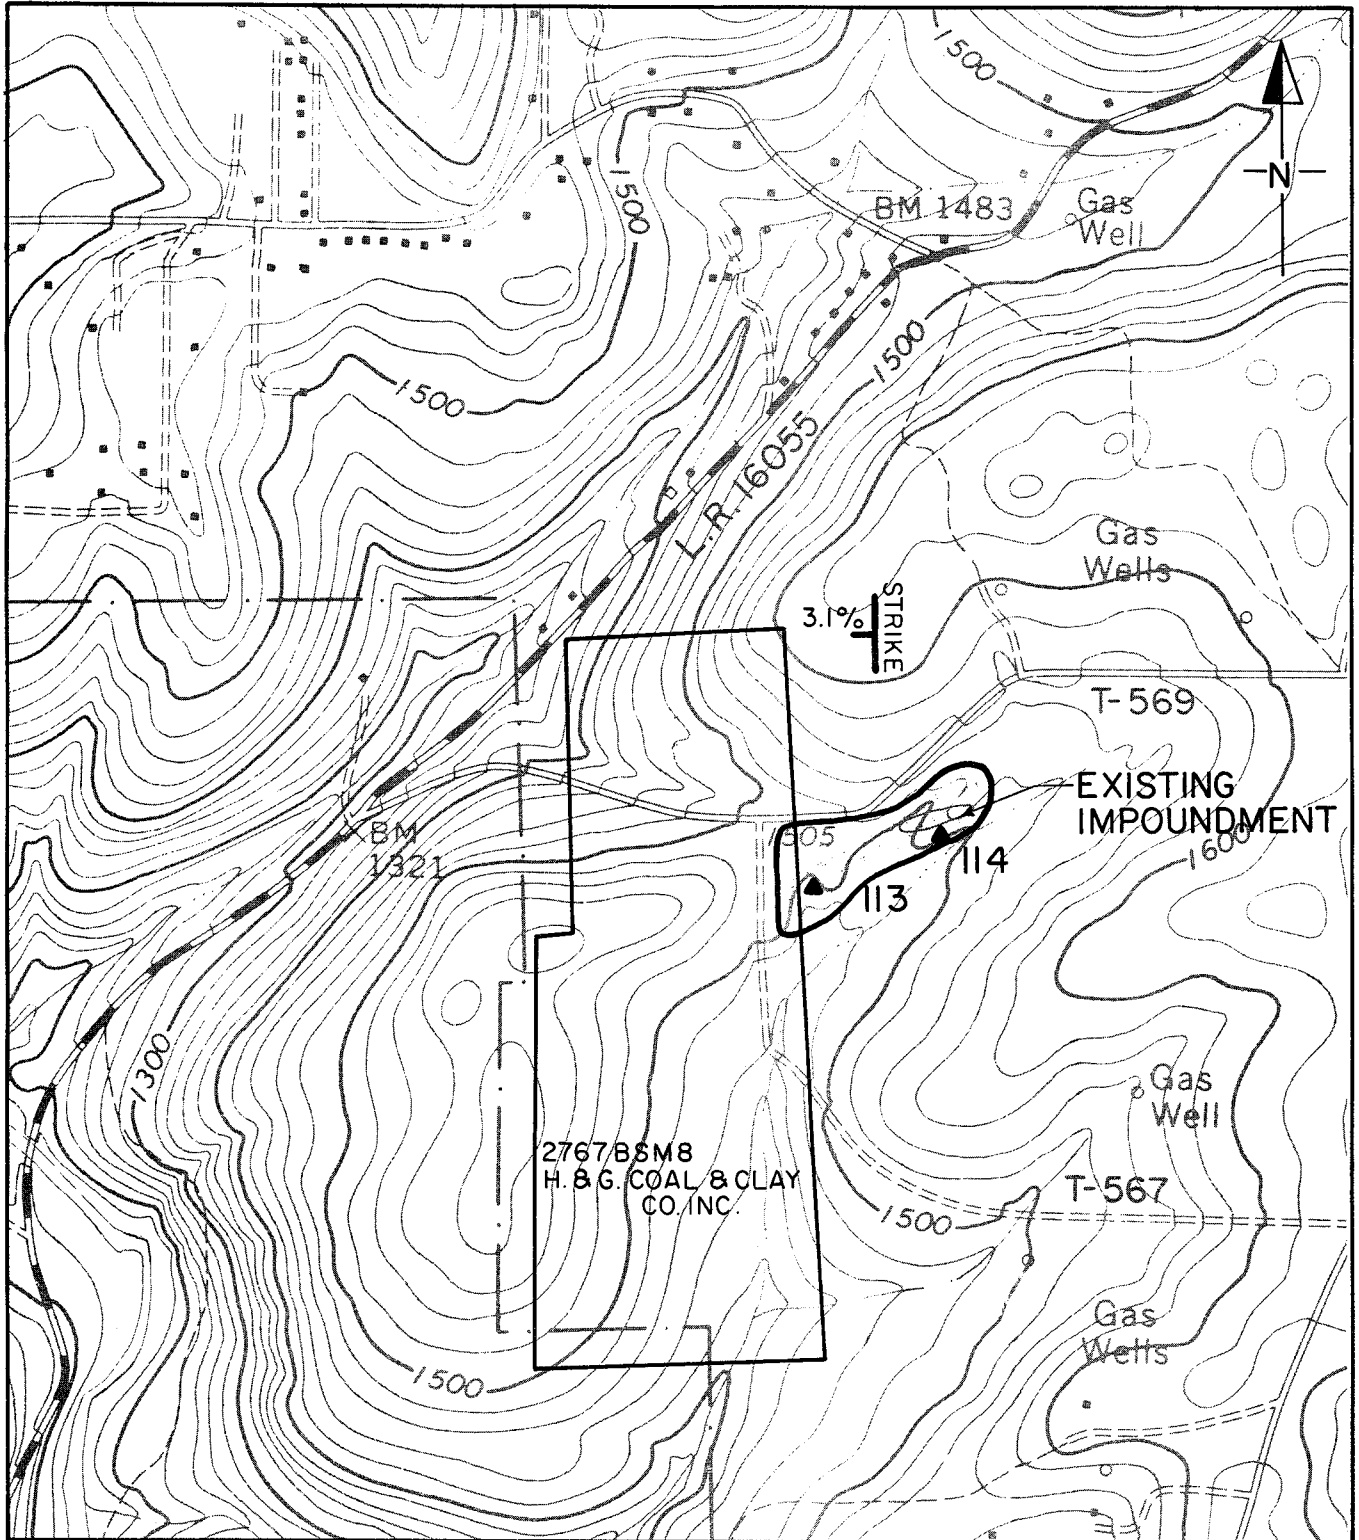 1500
N
1500
BM 1483
Gas
Well
1500
1500
L.R. 16055
Gas
Wells
3.1%
STRIKE
T-569
EXISTING
IMPOUNDMENT
BM
1321
1505
114
1600
113
1300
Gas
Well
2767BSM8
H. & G. COAL & CLAY
CO. INC.
T-567
1500
Gas
Wells
1500